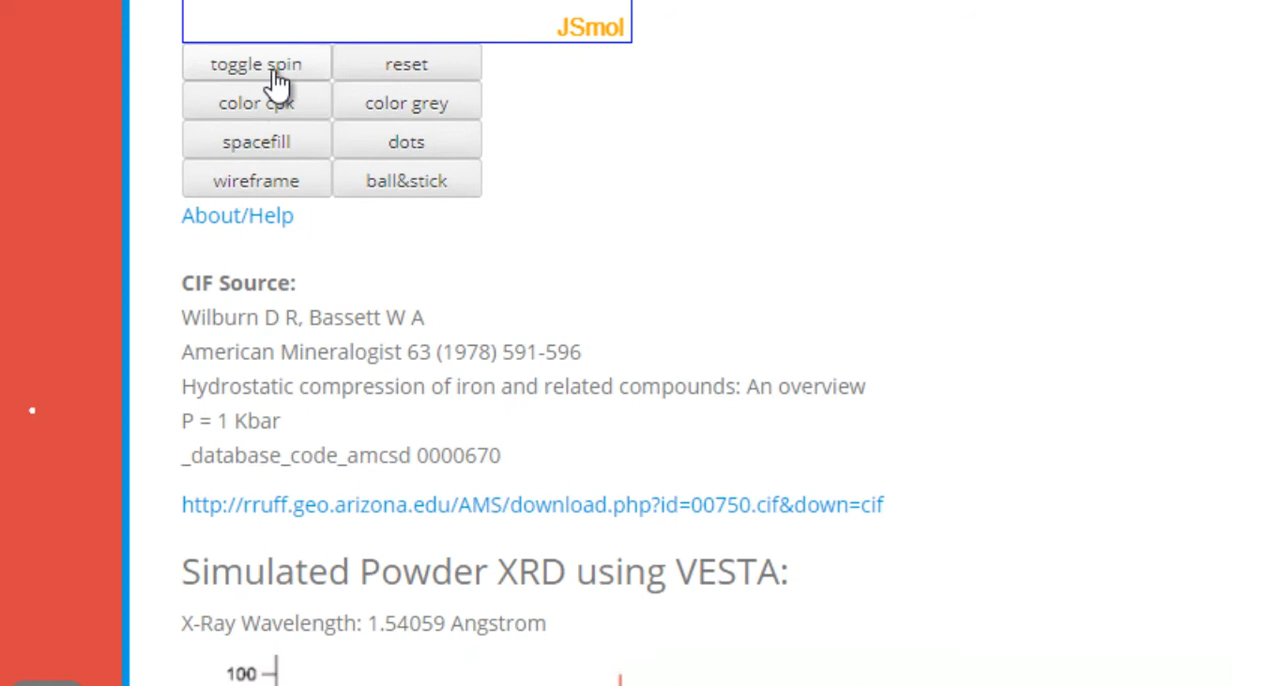 JSmol
toggle spin reset
color cpk color grey
spacefill dots
wireframe ball&stick
About/Help
CIF Source:
Wilburn D R, Bassett W A
American Mineralogist 63 (1978) 591-596
Hydrostatic compression of iron and related compounds: An overview
P = 1 Kbar
_database_code_amcsd 0000670
http://rruff.geo.arizona.edu/AMS/download.php?id=00750.cif&down=cif
Simulated Powder XRD using VESTA:
X-Ray Wavelength: 1.54059 Angstrom
100